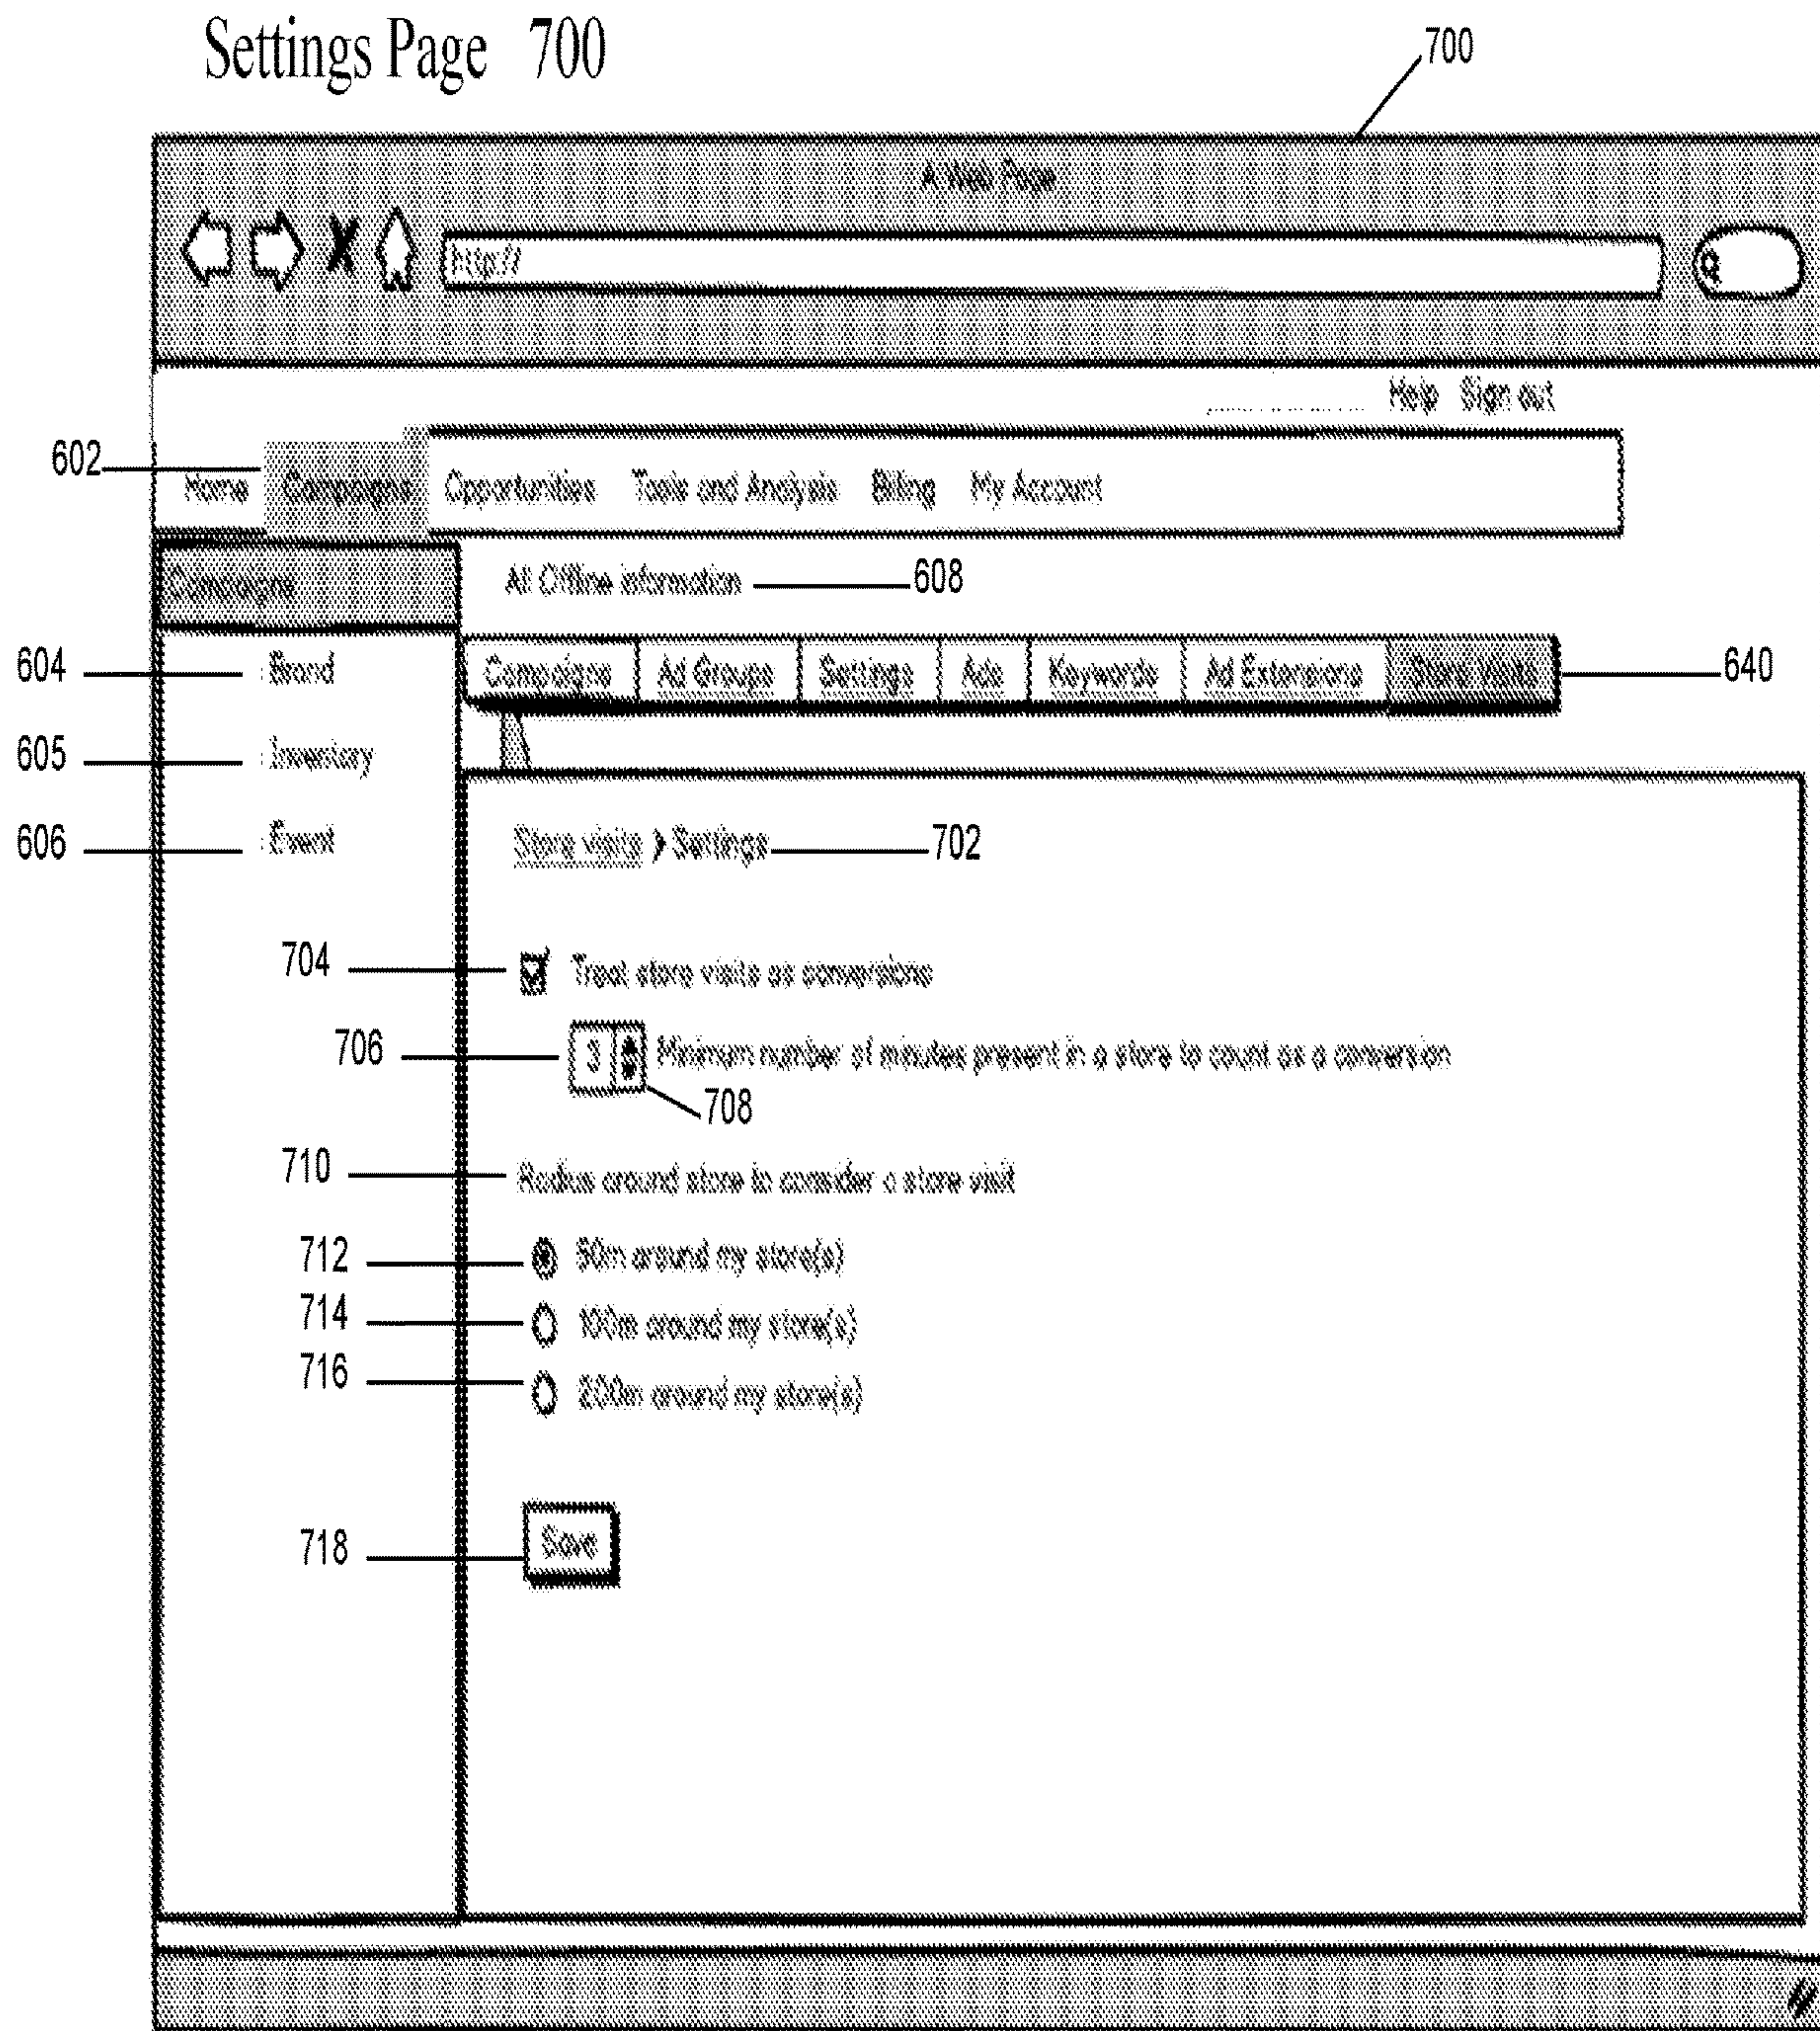 Settings Page 700
700
A Web Page
http://
Help Sign out
602
Home Campaigns Opportunities Tools and Analysis Billing My Account
Campaigns
All Offline information 608
604 Brand
Campaigns Ad Groups Settings Ads Keywords Ad Extensions Store Visits 640
605 Inventory
606 Event
Store visits Settings 702
704 Treat store visits as conversions
706 3 Minimum number of minutes present in a store to count as a conversion
708
710 Radius around store to consider a store visit
712 50m around my store(s)
714 100m around my store(s)
716 200m around my store(s)
718 Save